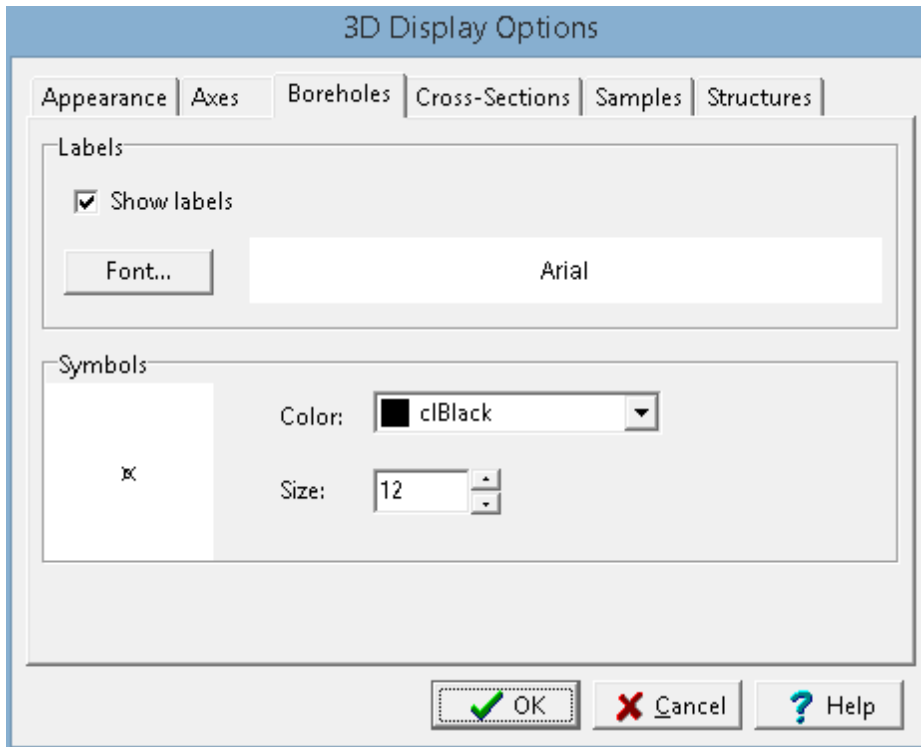 3D Display Options
Appearance Axes Boreholes Cross-Sections Samples Structures
Labels
Show labels
Font... Arial
Symbols
Color: clBlack
Size: 12
OK Cancel Help